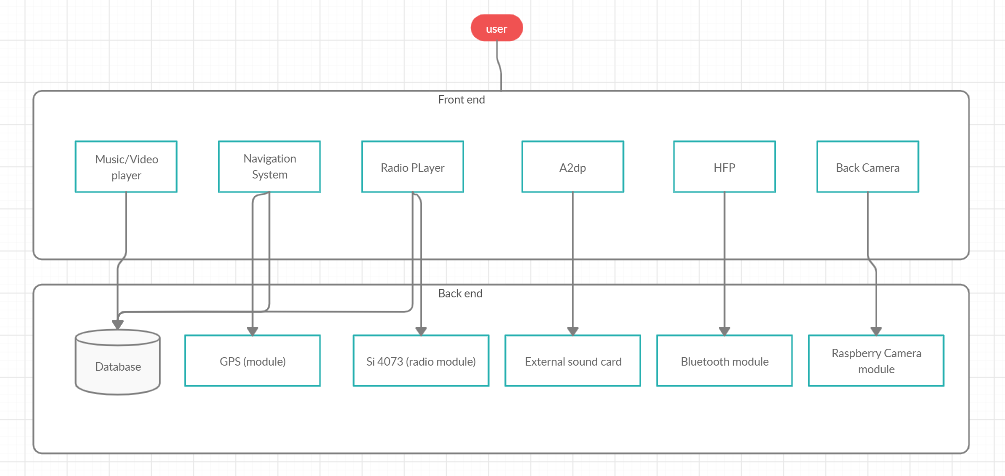 user
Front end
Music/Video
player
Navigation
System
Radio PLayer
A2dp
HFP
Back Camera
Back end
Database
GPS (module)
Si 4073 (radio module)
External sound card
Bluetooth module
Raspberry Camera
module